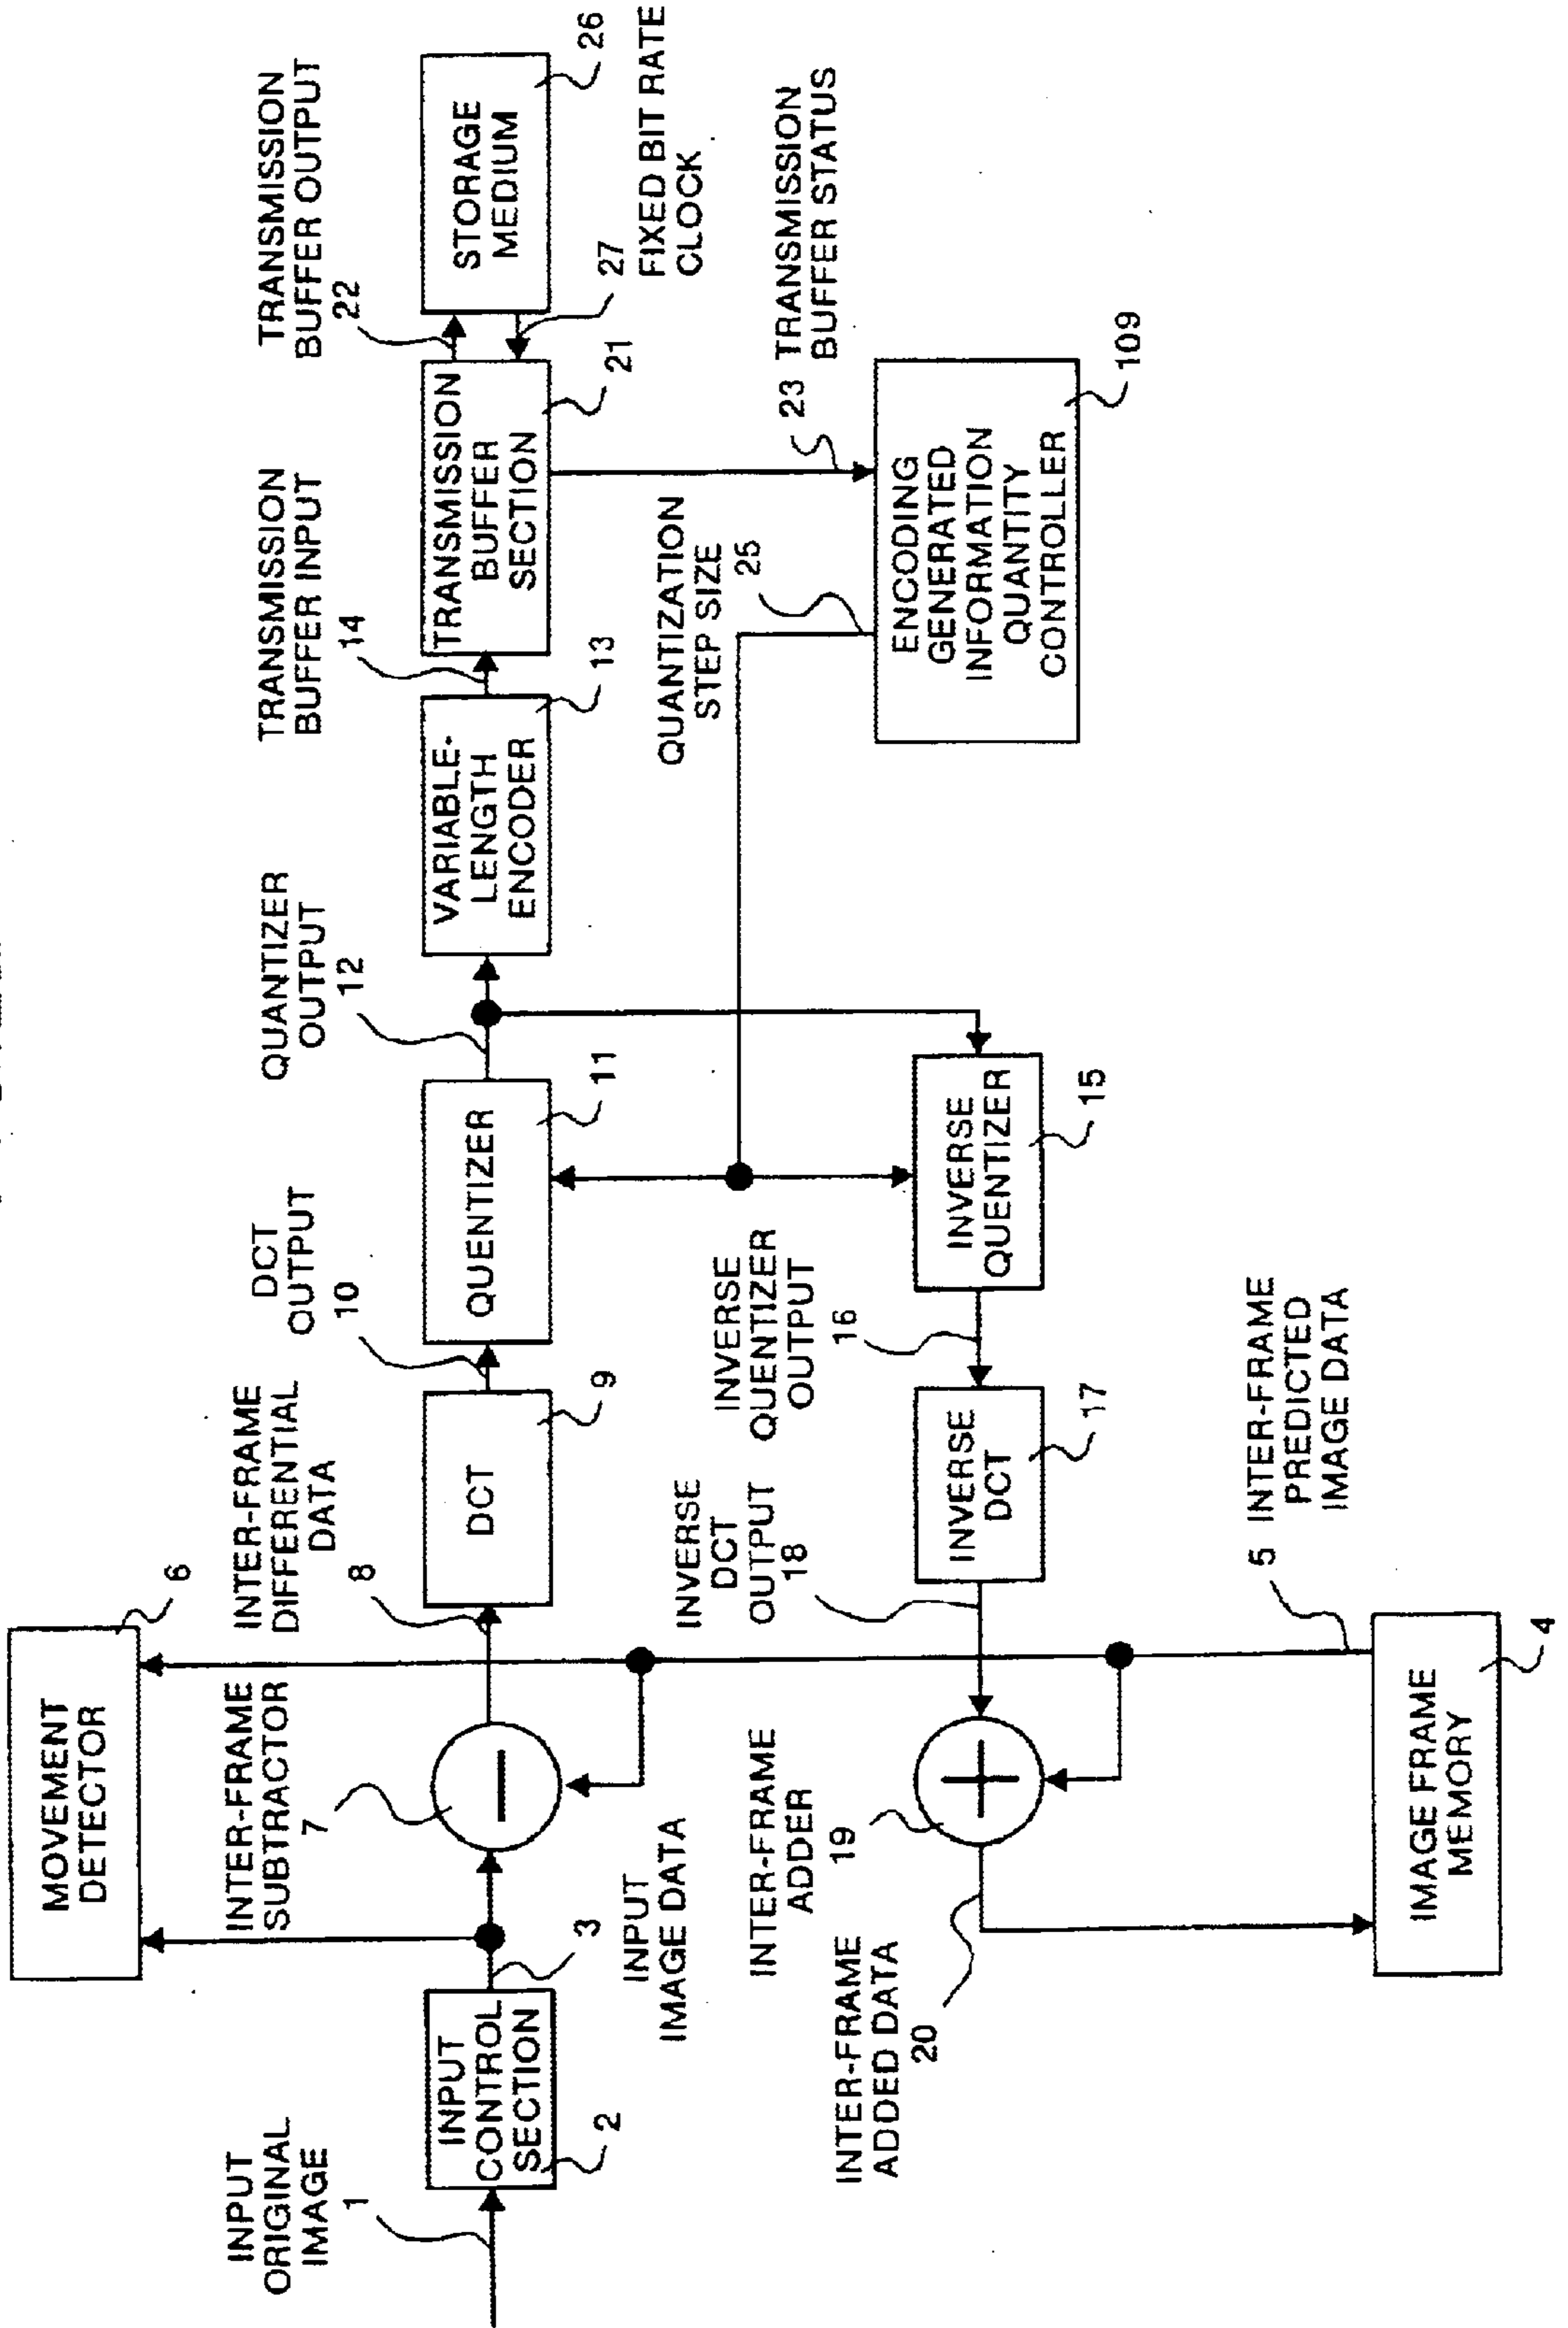 MOVEMENT
DETECTOR
6
INPUT
ORIGINAL
IMAGE
1
INPUT
CONTROL
SECTION
2
3
INPUT
IMAGE DATA
INTER-FRAME
SUBTRACTOR
7
INTER-FRAME
DIFFERENTIAL
DATA
8
DCT
9
DCT
OUTPUT
10
QUENTIZER
11
QUANTIZER
OUTPUT
12
VARIABLE-
LENGTH
ENCODER
13
TRANSMISSION
BUFFER INPUT
14
TRANSMISSION
BUFFER
SECTION
21
TRANSMISSION
BUFFER OUTPUT
22
STORAGE
MEDIUM
26
27
FIXED BIT RATE
CLOCK
23
TRANSMISSION
BUFFER STATUS
QUANTIZATION
STEP SIZE
25
ENCODING
GENERATED
INFORMATION
QUANTITY
CONTROLLER
109
INVERSE
QUENTIZER
15
INVERSE
QUENTIZER
OUTPUT
16
INVERSE
DCT
17
INVERSE
DCT
OUTPUT
18
INTER-FRAME
ADDER
19
INTER-FRAME
ADDED DATA
20
5
INTER-FRAME
PREDICTED
IMAGE DATA
IMAGE FRAME
MEMORY
4